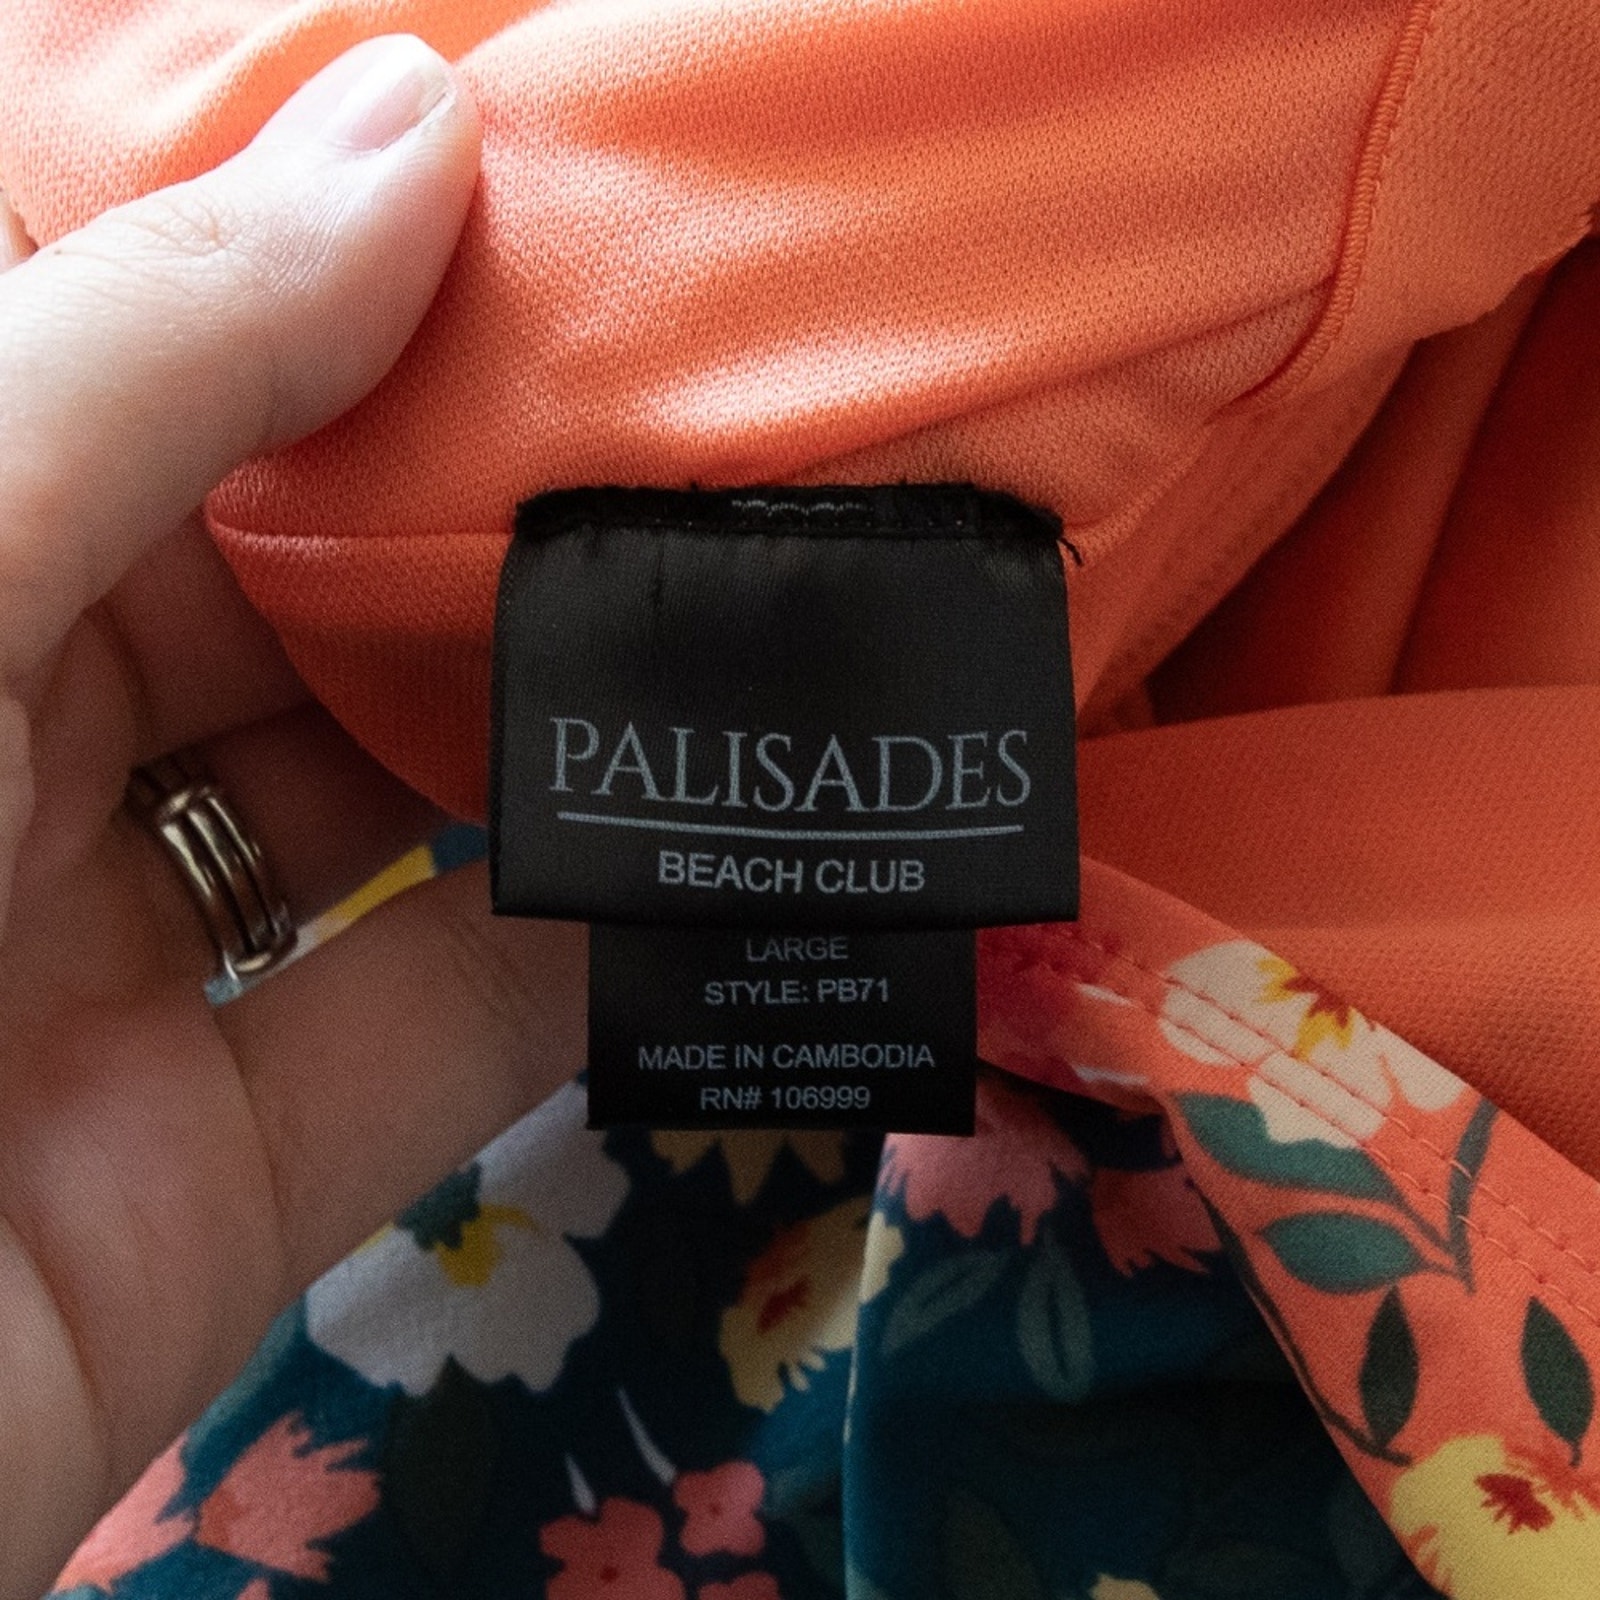 PALISADES
BEACH CLUB
LARGE
STYLE: PB71
MADE IN CAMBODIA
RN# 106999